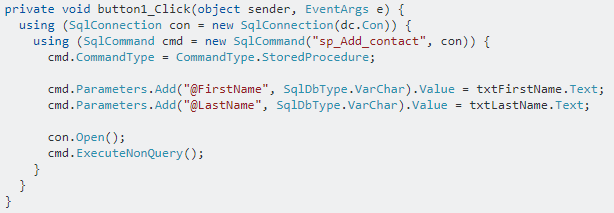 private void button1_Click(object sender, EventArgs e) {
  using (SqlConnection con = new SqlConnection(dc.Con)) {
    using (SqlCommand cmd = new SqlCommand("sp_Add_contact", con)) {
      cmd.CommandType = CommandType.StoredProcedure;

      cmd.Parameters.Add("@FirstName", SqlDbType.VarChar).Value = txtFirstName.Text;
      cmd.Parameters.Add("@LastName", SqlDbType.VarChar).Value = txtLastName.Text;

      con.Open();
      cmd.ExecuteNonQuery();
    }
  }
}